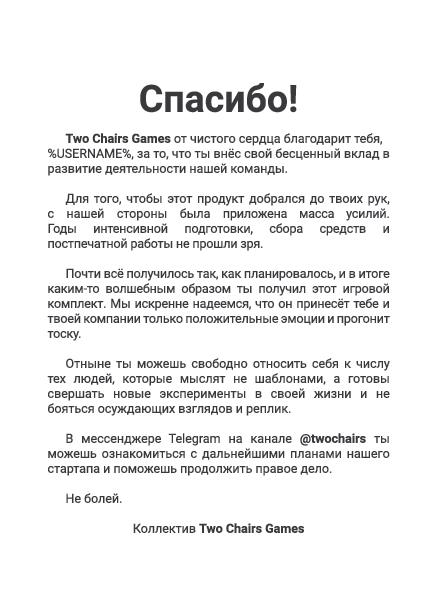 Спасибо!
Two Chairs Games от чистого сердца благодарит тебя,
%USERNAME%, за то, что ты внёс свой бесценный вклад в
развитие деятельности нашей команды.
Для того, чтобы этот продукт добрался до твоих рук,
с нашей стороны была приложена масса усилий.
Годы интенсивной подготовки, сбора средств и
постпечатной работы не прошли зря.
Почти всё получилось так, как планировалось, и в итоге
каким-то волшебным образом ты получил этот игровой
комплект. Мы искренне надеемся, что он принесёт тебе и
твоей компании только положительные эмоции и прогонит
тоску.
Отныне ты можешь свободно относить себя к числу
тех людей, которые мыслят не шаблонами, а готовы
свершать новые эксперименты в своей жизни и не
бояться осуждающих взглядов и реплик.
В мессенджере Telegram на канале @twochairs ты
можешь ознакомиться с дальнейшими планами нашего
стартапа и поможешь продолжить правое дело.
Не болей.
Коллектив Two Chairs Games